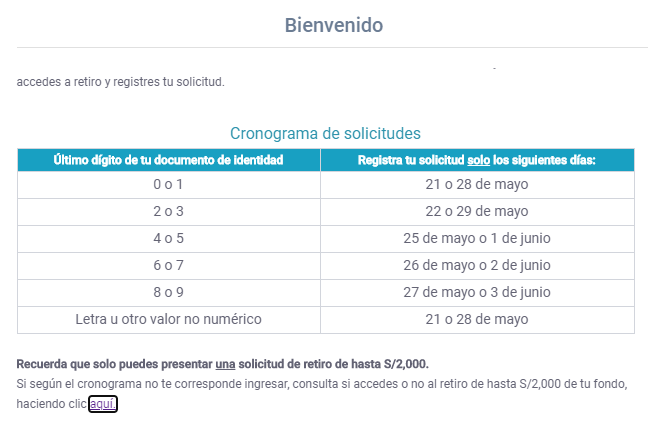 Bienvenido
accedes a retiro y registres tu solicitud.
Cronograma de solicitudes
Último dígito de tu documento de identidad Registra tu solicitud solo los siguientes días:
0 o 1 21 o 28 de mayo
2 o 3 22 o 29 de mayo
4 o 5 25 de mayo o 1 de junio
6 o 7 26 de mayo o 2 de junio
8 o 9 27 de mayo o 3 de junio
Letra u otro valor no numérico 21 o 28 de mayo
Recuerda que solo puedes presentar una solicitud de retiro de hasta S/2,000.
Si según el cronograma no te corresponde ingresar, consulta si accedes o no al retiro de hasta S/2,000 de tu fondo,
haciendo clic aquí.